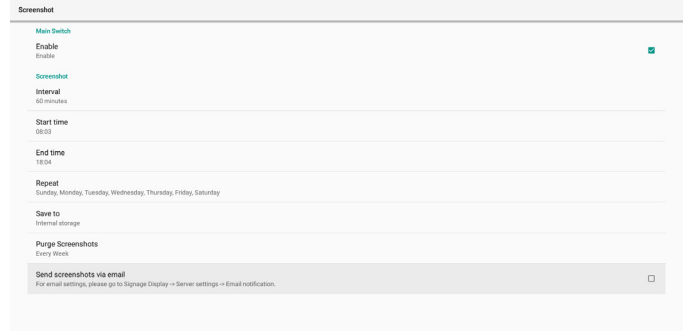 Screenshot
Main Switch
Enable
Enable
Screenshot
Interval
60 minutes
Start time
08:03
End time
18:04
Repeat
Sunday, Monday, Tuesday, Wednesday, Thursday, Friday, Saturday
Save to
Internal storage
Purge Screenshots
Every Week
Send screenshots via email
For email settings, please go to Signage Display -> Server settings -> Email notification.